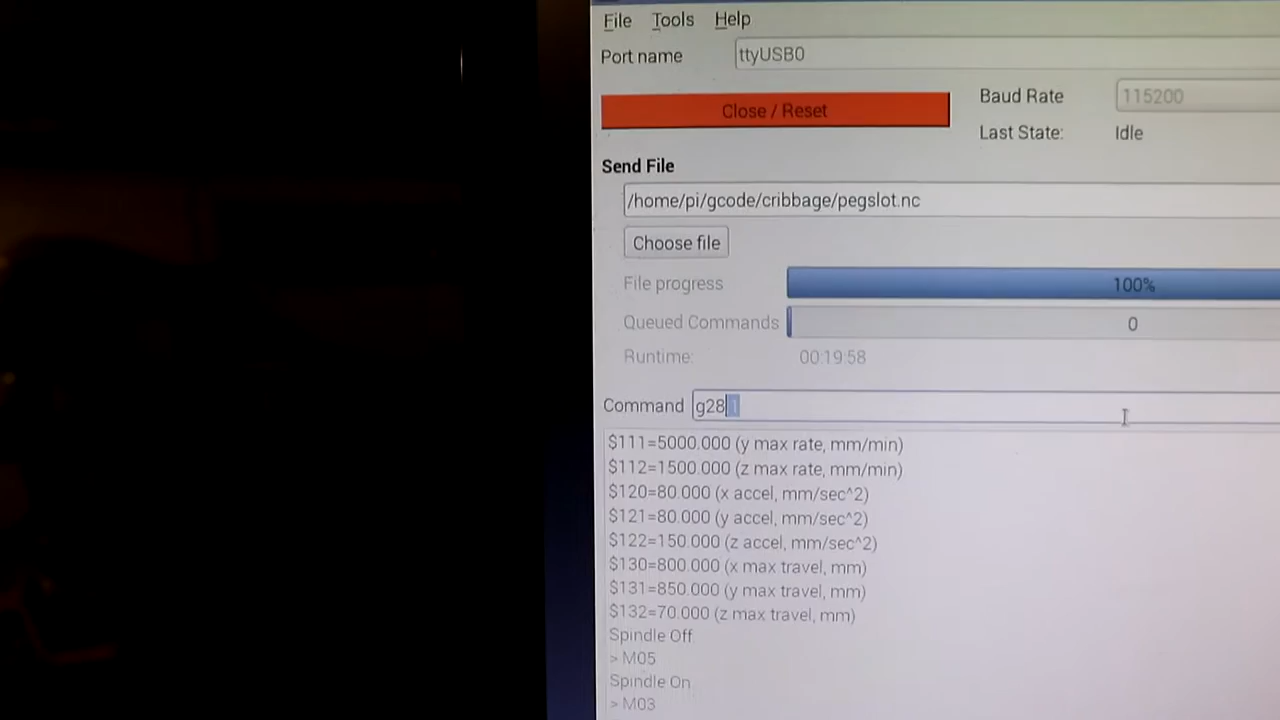 File Tools Help
Port name ttyUSB0
Close / Reset
Baud Rate 115200
Last State: Idle
Send File
/home/pi/gcode/cribbage/pegslot.nc
Choose file
File progress 100%
Queued Commands 0
Runtime: 00:19:58
Command g28.1
$111=5000.000 (y max rate, mm/min)
$112=1500.000 (z max rate, mm/min)
$120=80.000 (x accel, mm/sec^2)
$121=80.000 (y accel, mm/sec^2)
$122=150.000 (z accel, mm/sec^2)
$130=800.000 (x max travel, mm)
$131=850.000 (y max travel, mm)
$132=70.000 (z max travel, mm)
Spindle Off.
> M05
Spindle On.
> M03